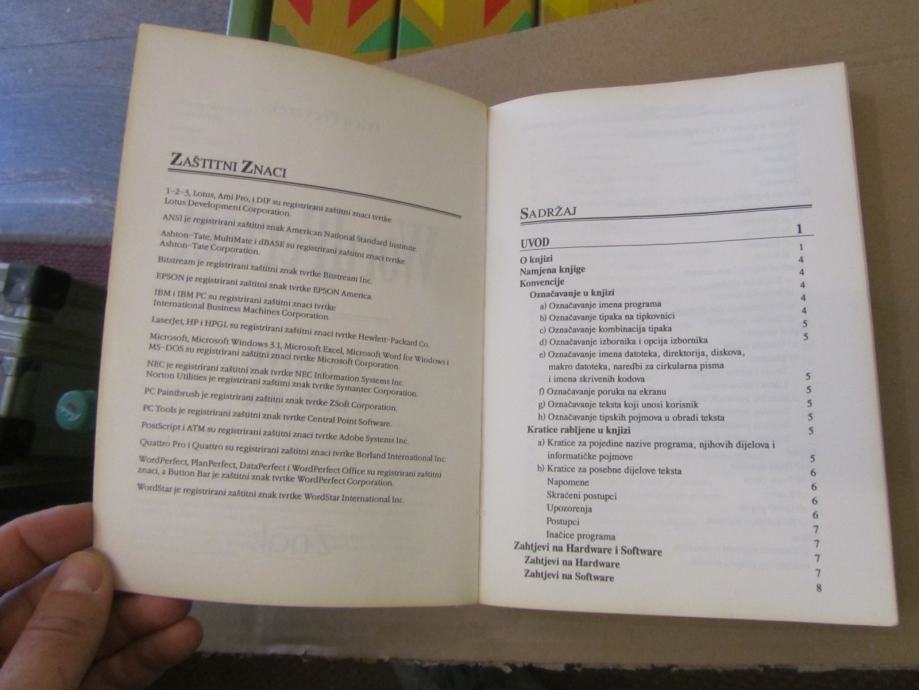 ZAŠTITNI ZNACI
1-2-3, Lotus, Ami Pro, i DIF su registrirani zaštitni znaci tvrtke
Lotus Development Corporation.
ANSI je registrirani zaštitni znak American National Standard Institute.
Ashton-Tate, MultiMate i dBASE su registrirani zaštitni znaci tvrtke
Ashton-Tate Corporation.
Bitstream je registrirani zaštitni znak tvrtke Bitstream Inc.
EPSON je registrirani zaštitni znak tvrtke EPSON America.
IBM i IBM PC su registrirani zaštitni znaci tvrtke
International Business Machines Corporation.
LaserJet, HP i HPGL su registrirani zaštitni znaci tvrtke Hewlett-Packard Co.
Microsoft, Microsoft Windows 3.1, Microsoft Excel, Microsoft Word for Windows i
MS-DOS su registrirani zaštitni znaci tvrtke Microsoft Corporation.
NEC je registrirani zaštitni znak tvrtke NEC Information Systems Inc.
Norton Utilities je registrirani zaštitni znak tvrtke Symantec Corporation.
PC Paintbrush je registrirani zaštitni znak tvrtke ZSoft Corporation.
PC Tools je registrirani zaštitni znak tvrtke Central Point Software.
PostScript i ATM su registrirani zaštitni znaci tvrtke Adobe Systems Inc.
Quattro Pro i Quattro su registrirani zaštitni znaci tvrtke Borland International Inc.
WordPerfect, PlanPerfect, DataPerfect i WordPerfect Office su registrirani zaštitni
znaci, a Button Bar je zaštitni znak tvrtke WordPerfect Corporation.
WordStar je registrirani zaštitni znak tvrtke WordStar International Inc.
SADRŽAJ
UVOD 1
O knjizi 1
Namjena knjige 4
Konvencije 4
Označavanje u knjizi 4
a) Označavanje imena programa 4
b) Označavanje tipaka na tipkovnici 4
c) Označavanje kombinacija tipaka 5
d) Označavanje izbornika i opcija izbornika 5
e) Označavanje imena datoteka, direktorija, diskova,
makro datoteka, naredbi za cirkularna pisma
i imena skrivenih kodova 5
f) Označavanje poruka na ekranu 5
g) Označavanje teksta koji unosi korisnik 5
h) Označavanje tipskih pojmova u obradi teksta 5
Kratice rabljene u knjizi 5
a) Kratice za pojedine nazive programa, njihovih dijelova i
informatičke pojmove 5
b) Kratice za posebne dijelove teksta 6
Napomene 6
Skraćeni postupci 6
Upozorenja 6
Postupci 7
Inačice programa 7
Zahtjevi na Hardware i Software 7
Zahtjevi na Hardware 7
Zahtjevi na Software 8